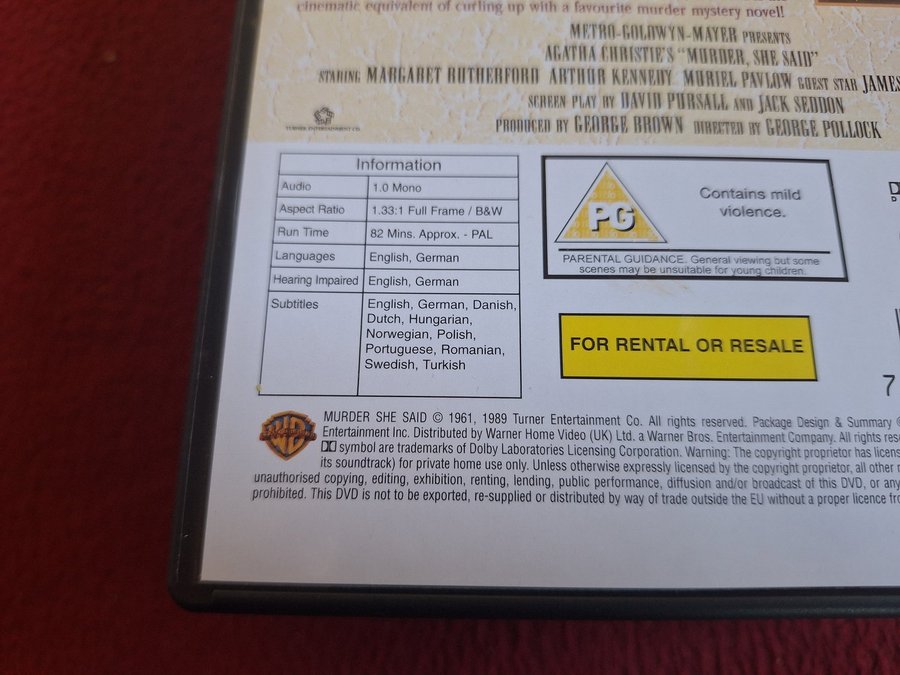 cinematic equivalent of curling up with a favourite murder mystery novel!
METRO-GOLDWYN-MAYER PRESENTS
AGATHA CHRISTIE'S "MURDER, SHE SAID"
STARING MARGARET RUTHERFORD ARTHUR KENNEDY MURIEL PAVLOW GUEST STAR JAMES
SCREEN PLAY BY DAVID PURSALL AND JACK SEDDON
PRODUCED BY GEORGE BROWN DIRECTED BY GEORGE POLLOCK
TURNER ENTERTAINMENT CO.
Information
Audio 1.0 Mono
Aspect Ratio 1.33:1 Full Frame / B&W
Run Time 82 Mins. Approx. - PAL
Languages English, German
Hearing Impaired English, German
Subtitles English, German, Danish,
Dutch, Hungarian,
Norwegian, Polish,
Portuguese, Romanian,
Swedish, Turkish
PG
Contains mild
violence.
PARENTAL GUIDANCE. General viewing but some
scenes may be unsuitable for young children.
FOR RENTAL OR RESALE
7
MURDER SHE SAID © 1961, 1989 Turner Entertainment Co. All rights reserved. Package Design & Summary ©
Entertainment Inc. Distributed by Warner Home Video (UK) Ltd. a Warner Bros. Entertainment Company. All rights res
symbol are trademarks of Dolby Laboratories Licensing Corporation. Warning: The copyright proprietor has licens
its soundtrack) for private home use only. Unless otherwise expressly licensed by the copyright proprietor, all other r
unauthorised copying, editing, exhibition, renting, lending, public performance, diffusion and/or broadcast of this DVD, or any
prohibited. This DVD is not to be exported, re-supplied or distributed by way of trade outside the EU without a proper licence fro